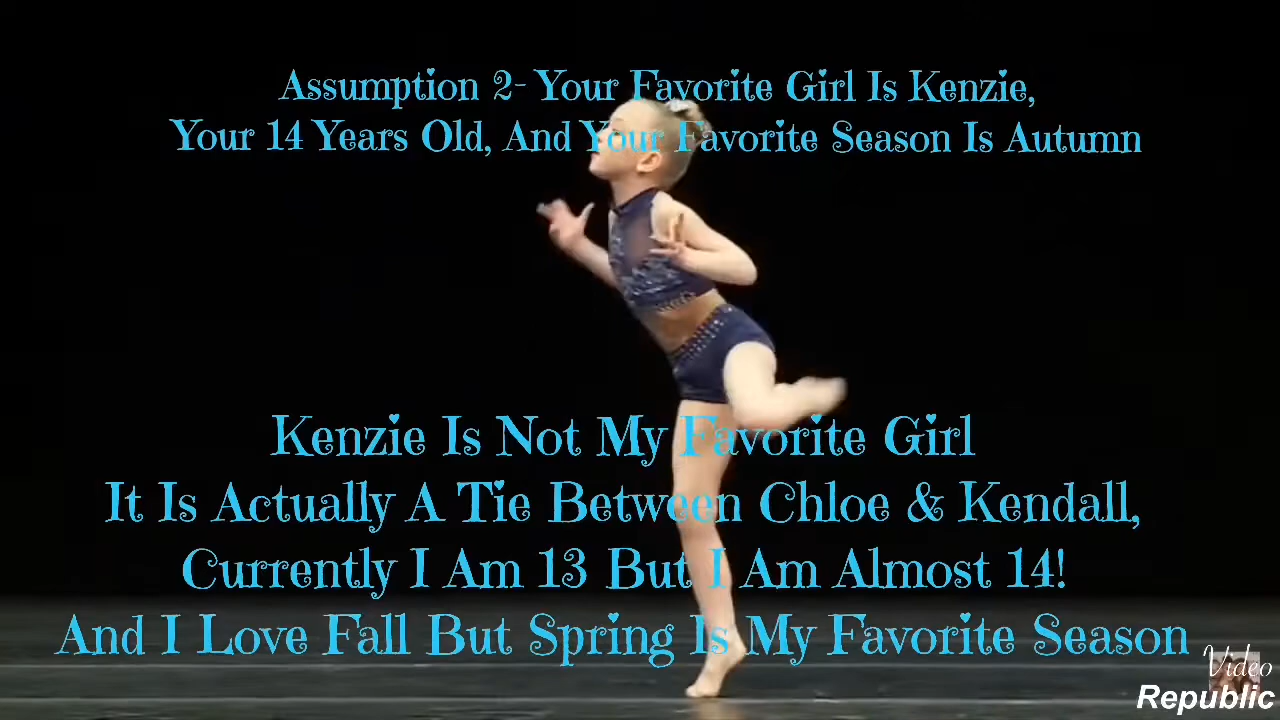 Assumption 2- Your Favorite Girl Is Kenzie,
Your 14 Years Old, And Your Favorite Season Is Autumn
Kenzie Is Not My Favorite Girl
It Is Actually A Tie Between Chloe & Kendall,
Currently I Am 13 But I Am Almost 14!
And I Love Fall But Spring Is My Favorite Season
Video
Republic